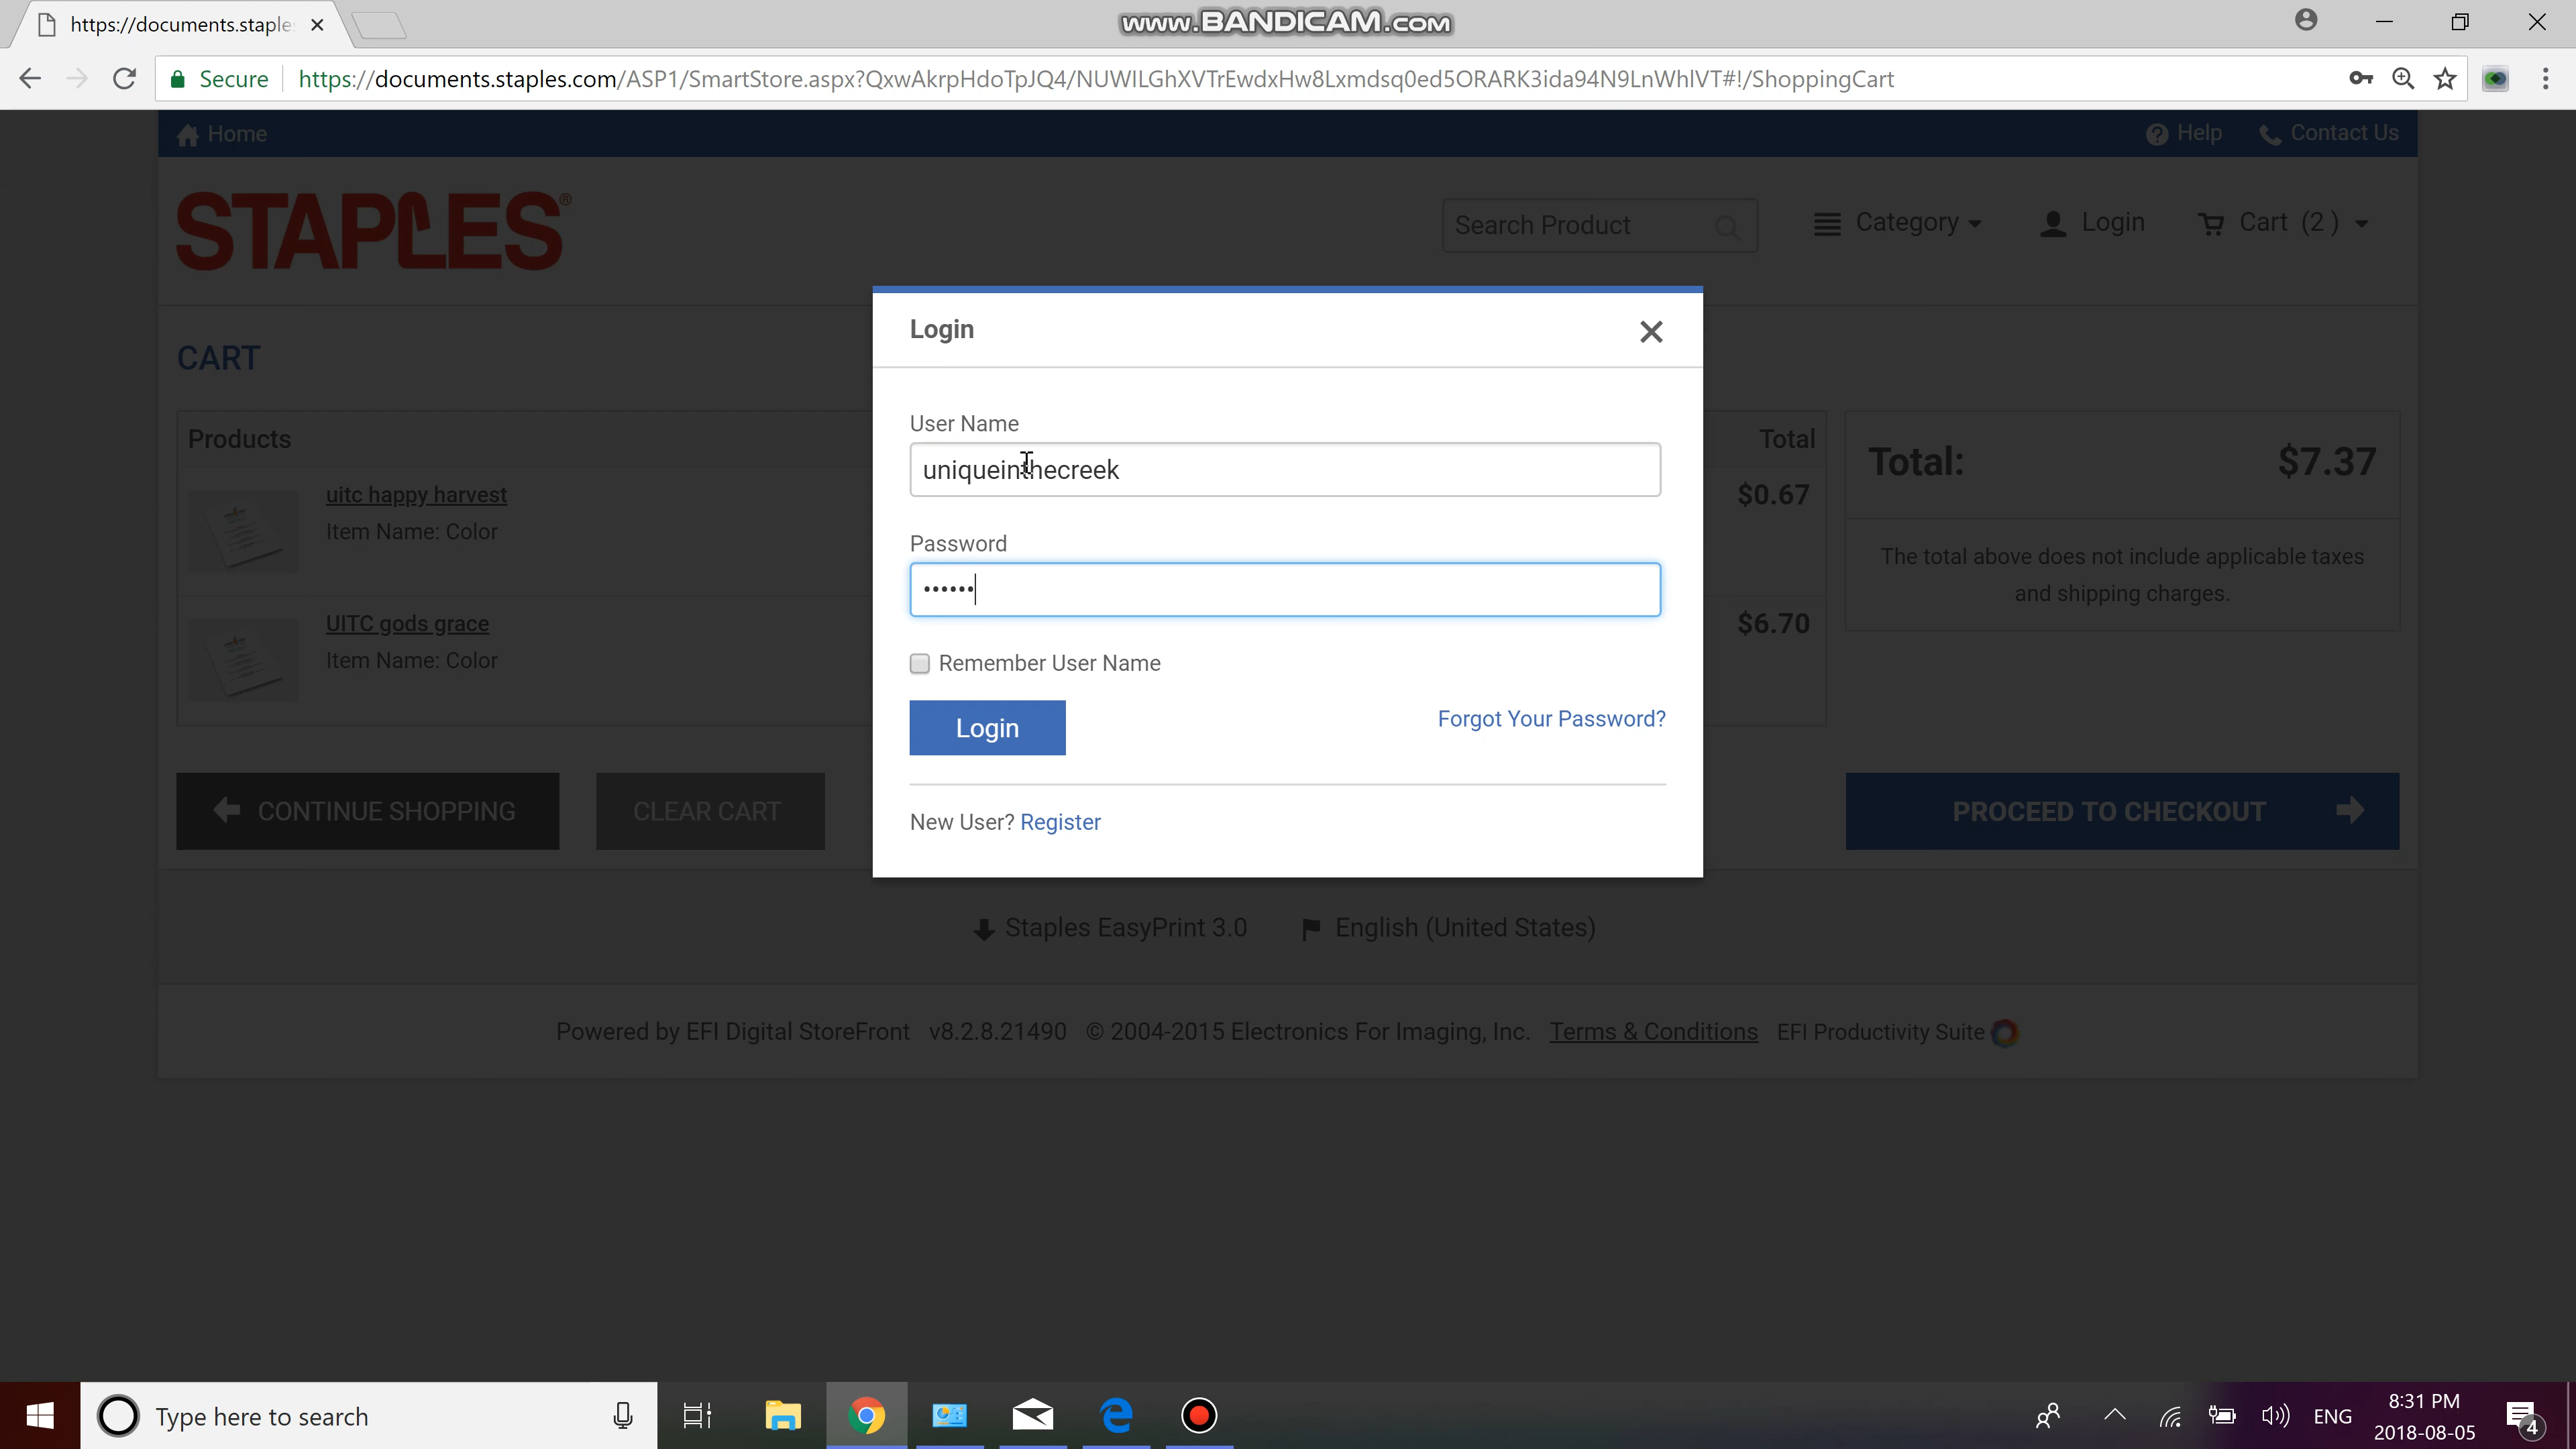 https://documents.staple
www.BANDICAM.com
Secure
https://documents.staples.com/ASP1/SmartStore.aspx?QxwAkrpHdoTpJQ4/NUWILGhXVTrEwdxHw8Lxmdsq0ed5ORARK3ida94N9LnWhlVT#!/ShoppingCart
Home
Help
Contact Us
STAPLES®
Search Product
Category
Login
Cart (2 )
Login
CART
User Name
uniqueinthecreek
Products
Total
Total:
$7.37
uitc happy harvest
$0.67
Item Name: Color
Password
The total above does not include applicable taxes
and shipping charges.
UITC gods grace
$6.70
Item Name: Color
Remember User Name
Login
Forgot Your Password?
CONTINUE SHOPPING
CLEAR CART
New User? Register
PROCEED TO CHECKOUT
Staples EasyPrint 3.0
English (United States)
Powered by EFI Digital StoreFront v8.2.8.21490 © 2004-2015 Electronics For Imaging, Inc. Terms & Conditions EFI Productivity Suite
Type here to search
ENG
8:31 PM
2018-08-05
4